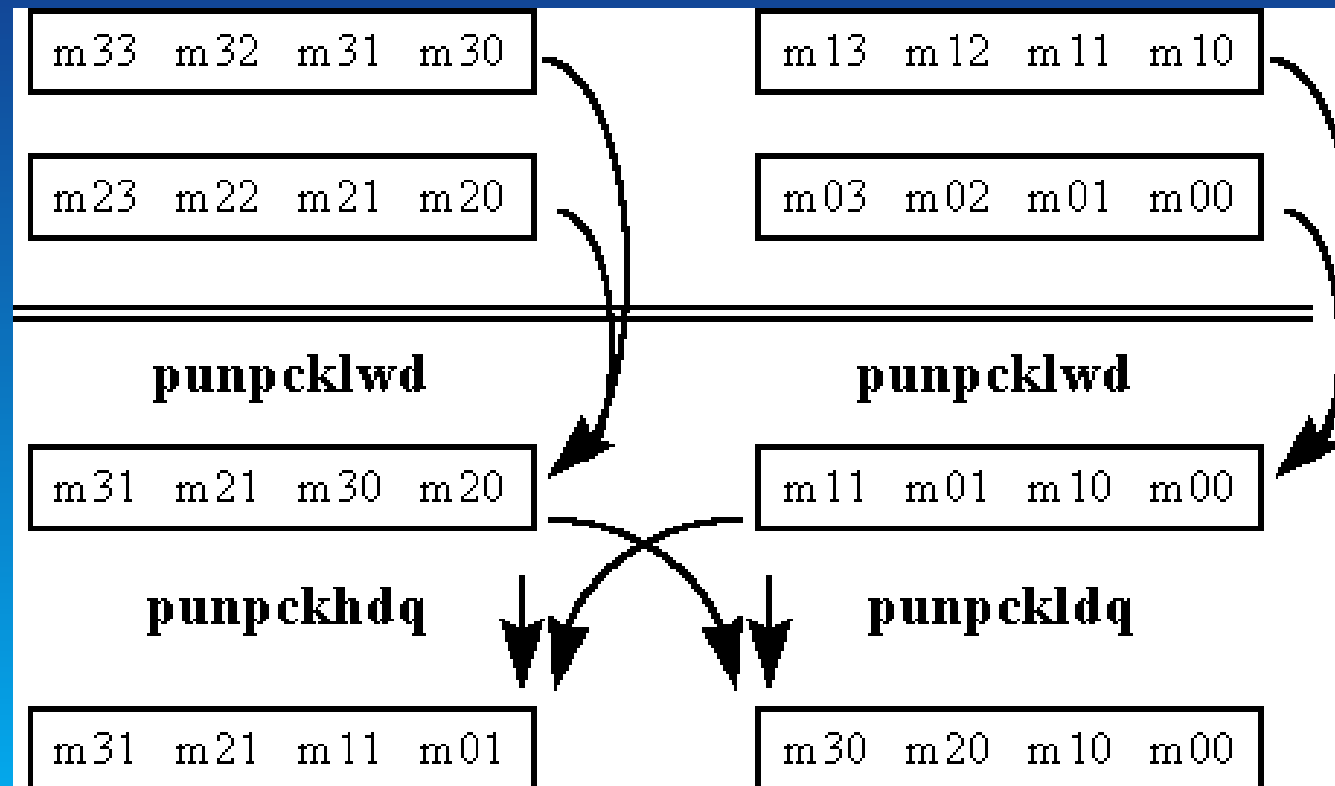 m33 m32 m31 m30 m13 m12 m11 m10
m23 m22 m21 m20 m03 m02 m01 m00
punpcklwd punpcklwd
m31 m21 m30 m20 m11 m01 m10 m00
punpckhdq punpckldq
m31 m21 m11 m01 m30 m20 m10 m00